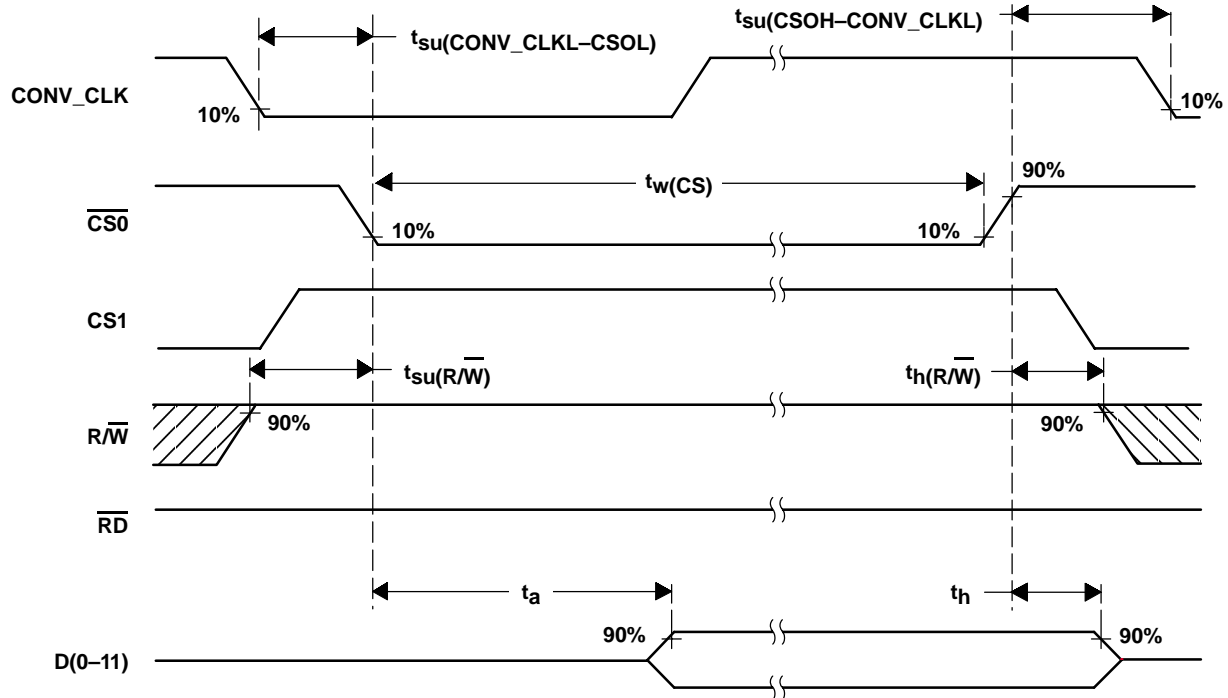 tsu(CONV_CLKL–CSOL)
tsu(CSOH–CONV_CLKL)
CONV_CLK
10%
10%
tw(CS)
90%
CS0
10%
10%
CS1
tsu(R/W)
th(R/W)
R/W
90%
90%
RD
ta
th
90%
90%
D(0–11)